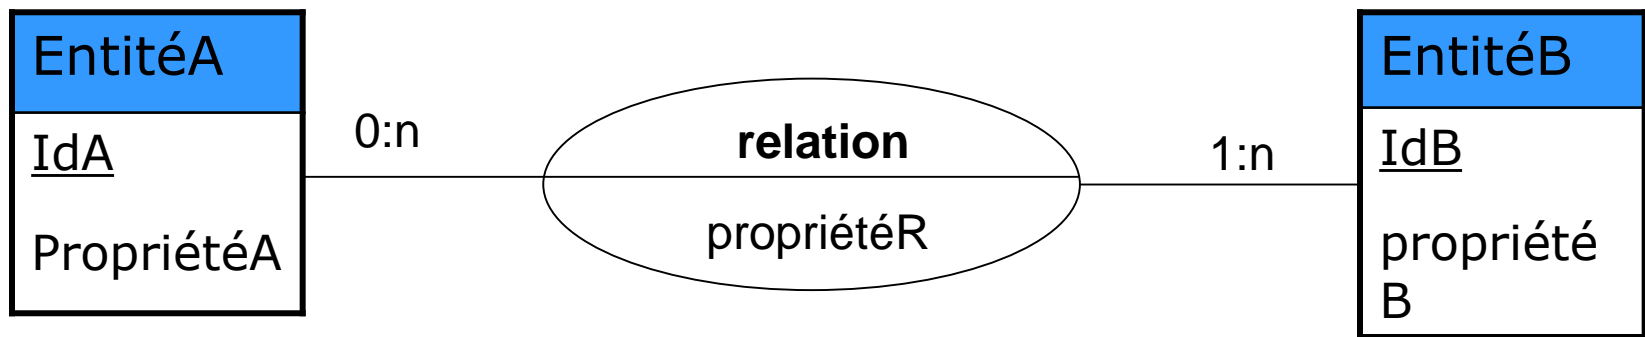 EntitéA
IdA
PropriétéA
0:n
relation
propriétéR
1:n
EntitéB
IdB
propriété
B